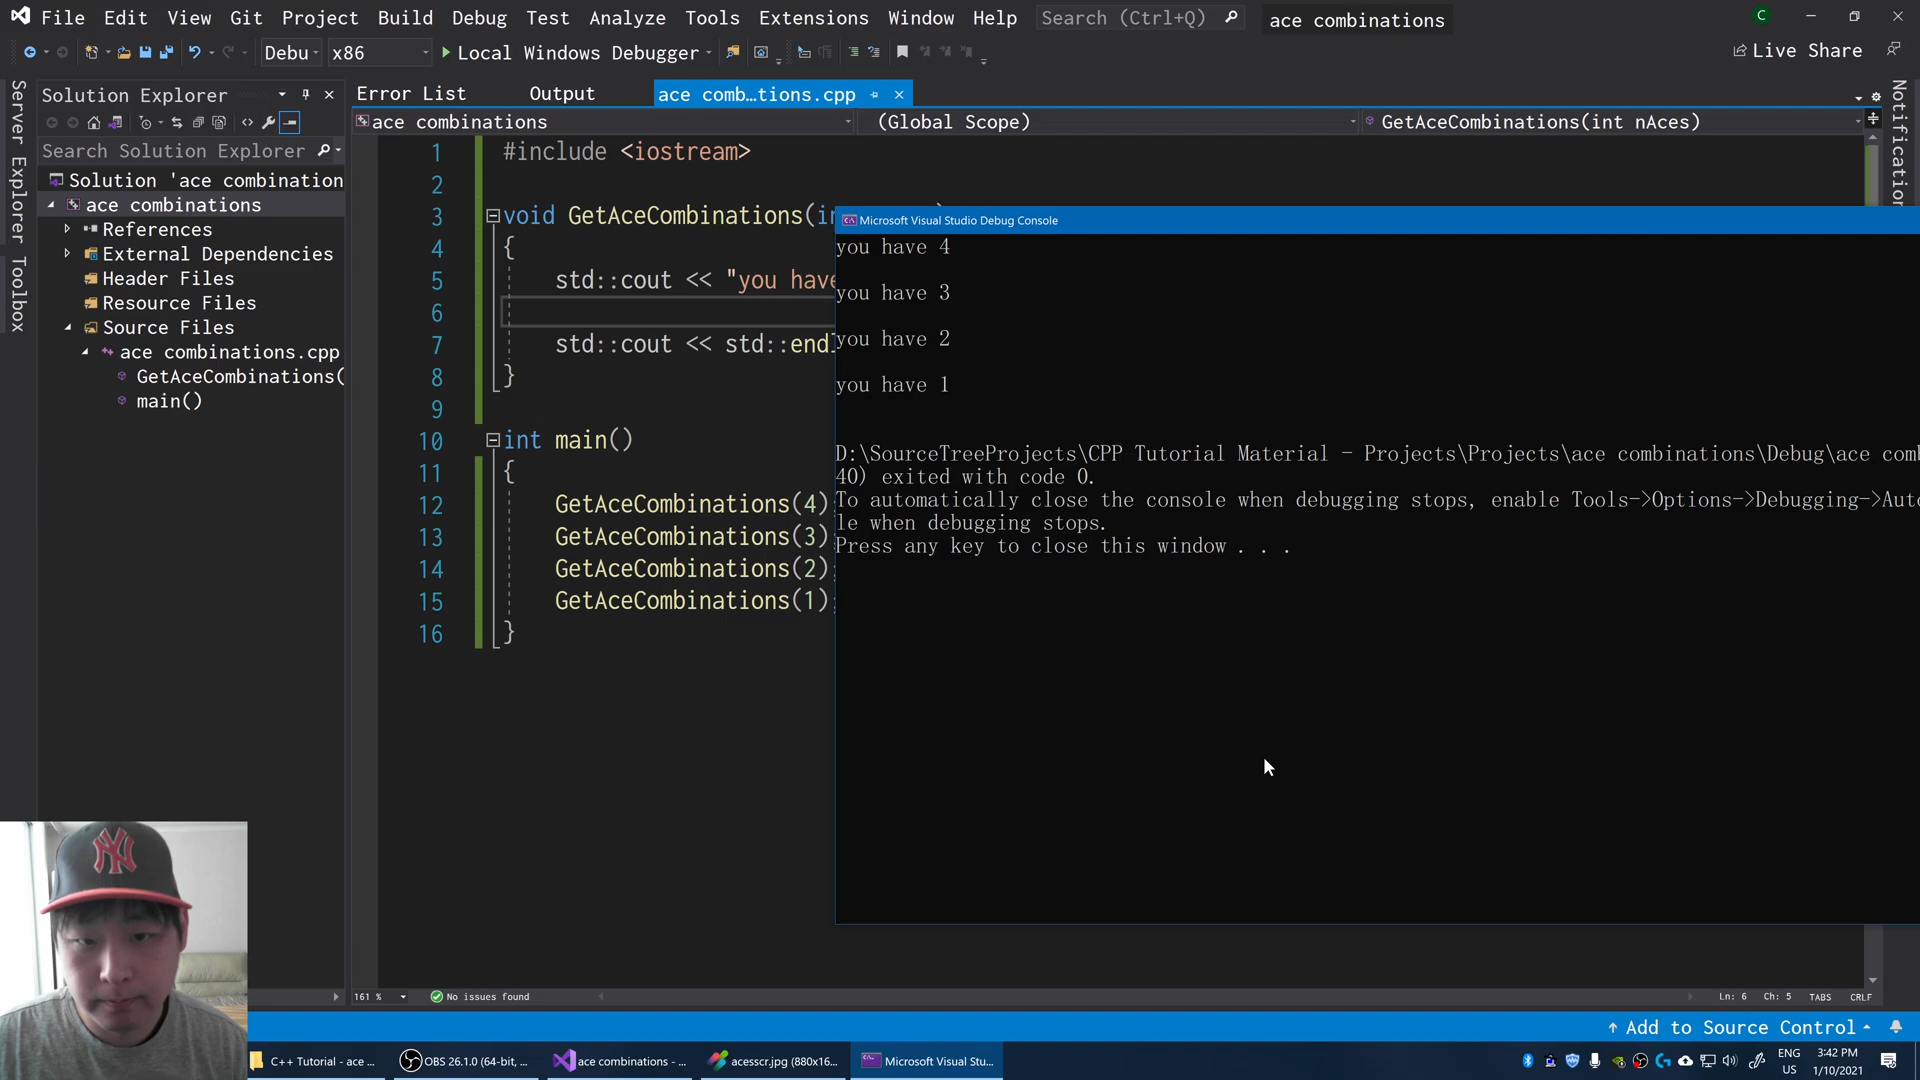 File Edit View Git Project Build Debug Test Analyze Tools Extensions Window Help Search (Ctrl+Q) ace combinations C
Debu x86 Local Windows Debugger Live Share
Server Explorer
Toolbox
Notification
Solution Explorer
Search Solution Explorer
Solution 'ace combination
ace combinations
References
External Dependencies
Header Files
Resource Files
Source Files
ace combinations.cpp
GetAceCombinations(
main()
Error List Output ace comb...tions.cpp
ace combinations (Global Scope) GetAceCombinations(int nAces)
1 #include <iostream>
2
3 void GetAceCombinations(in
4 {
5 std::cout << "you have
6
7 std::cout << std::endl
8 }
9
10 int main()
11 {
12 GetAceCombinations(4)
13 GetAceCombinations(3)
14 GetAceCombinations(2);
15 GetAceCombinations(1);
16 }
Microsoft Visual Studio Debug Console
you have 4
you have 3
you have 2
you have 1
D:\SourceTreeProjects\CPP Tutorial Material - Projects\Projects\ace combinations\Debug\ace comb
40) exited with code 0.
To automatically close the console when debugging stops, enable Tools->Options->Debugging->Auto
le when debugging stops.
Press any key to close this window . . .
NY
161 % No issues found Ln: 6 Ch: 5 TABS CRLF
Add to Source Control
C++ Tutorial - ace ... OBS 26.1.0 (64-bit, ... ace combinations - ... acesscr.jpg (880x16... Microsoft Visual Stu...
ENG
US
3:42 PM
1/10/2021